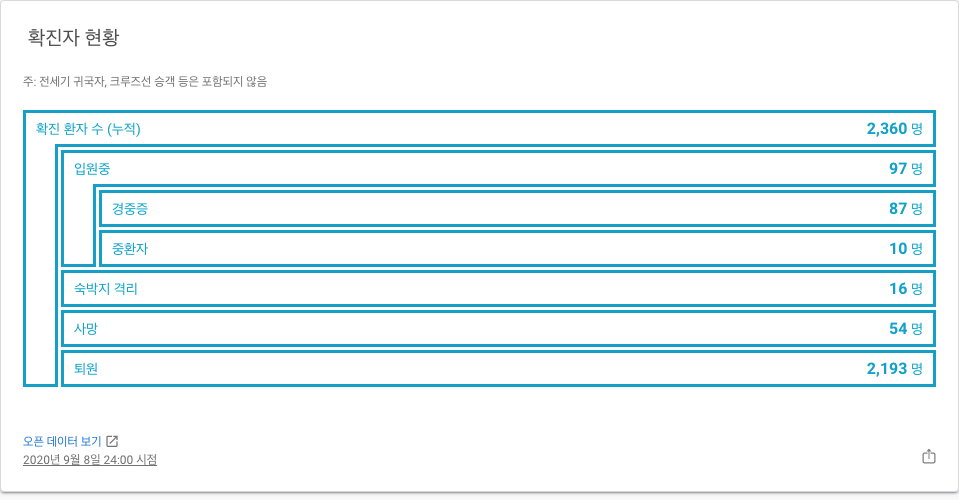 확진자 현황
주: 전세기 귀국자, 크루즈선 승객 등은 포함되지 않음
확진 환자 수 (누적) 2,360 명
입원중 97 명
경중증 87 명
중환자 10 명
숙박지 격리 16 명
사망 54 명
퇴원 2,193 명
오픈 데이터 보기
2020년 9월 8일 24:00 시점